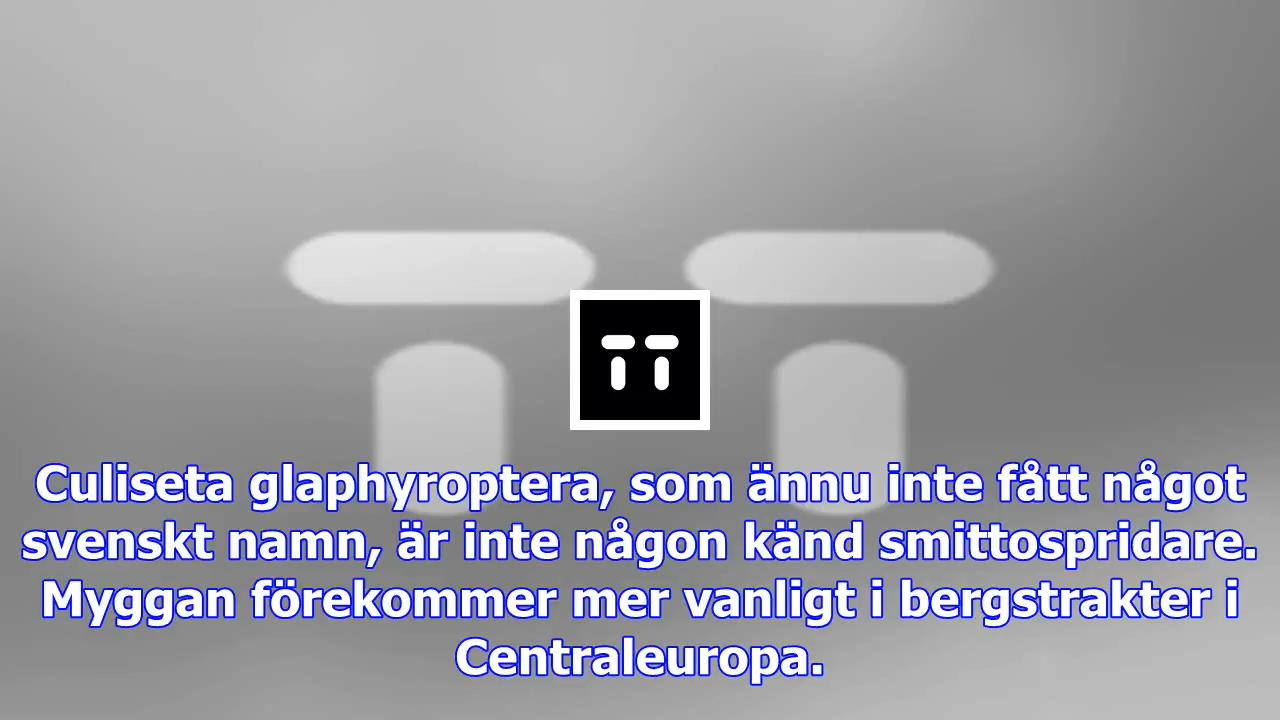 Culiseta glaphyroptera, som ännu inte fått något
svenskt namn, är inte någon känd smittospridare.
Myggan förekommer mer vanligt i bergstrakter i
Centraleuropa.